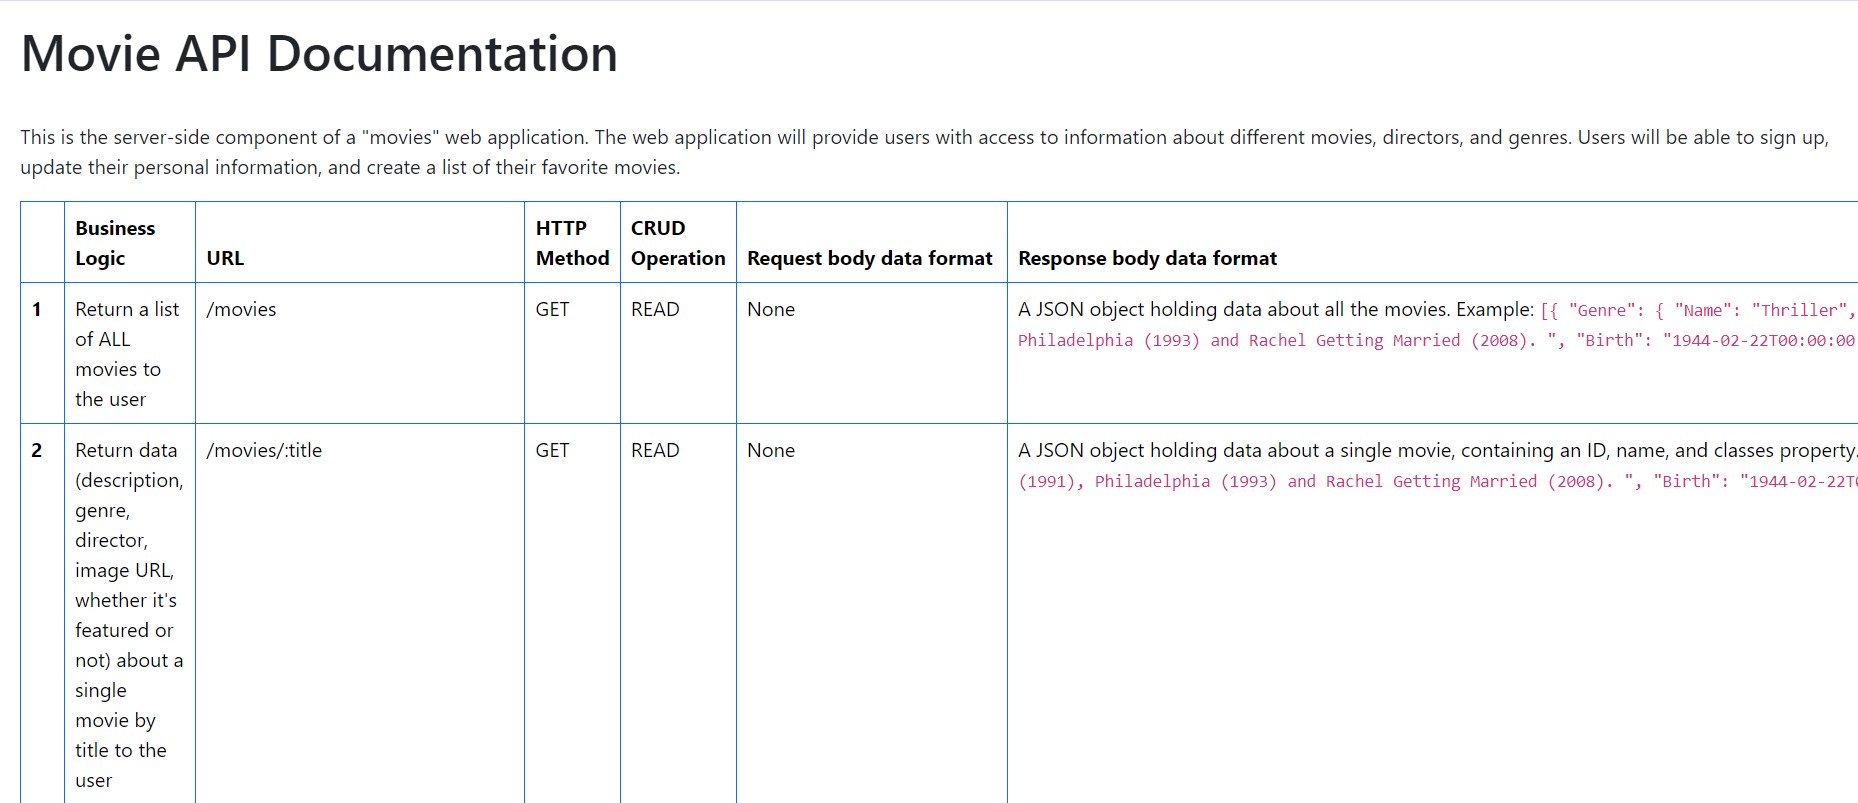 Movie API Documentation
This is the server-side component of a "movies" web application. The web application will provide users with access to information about different movies, directors, and genres. Users will be able to sign up,
update their personal information, and create a list of their favorite movies.
Business Logic
URL
HTTP Method
CRUD Operation
Request body data format
Response body data format
1
Return a list
of ALL
movies to
the user
/movies
GET
READ
None
A JSON object holding data about all the movies. Example: [{ "Genre": { "Name": "Thriller",
Philadelphia (1993) and Rachel Getting Married (2008). ", "Birth": "1944-02-22T00:00:00
2
Return data
(description,
genre,
director,
image URL,
whether it's
featured or
not) about a
single
movie by
title to the
user
/movies/:title
GET
READ
None
A JSON object holding data about a single movie, containing an ID, name, and classes property.
(1991), Philadelphia (1993) and Rachel Getting Married (2008). ", "Birth": "1944-02-22T